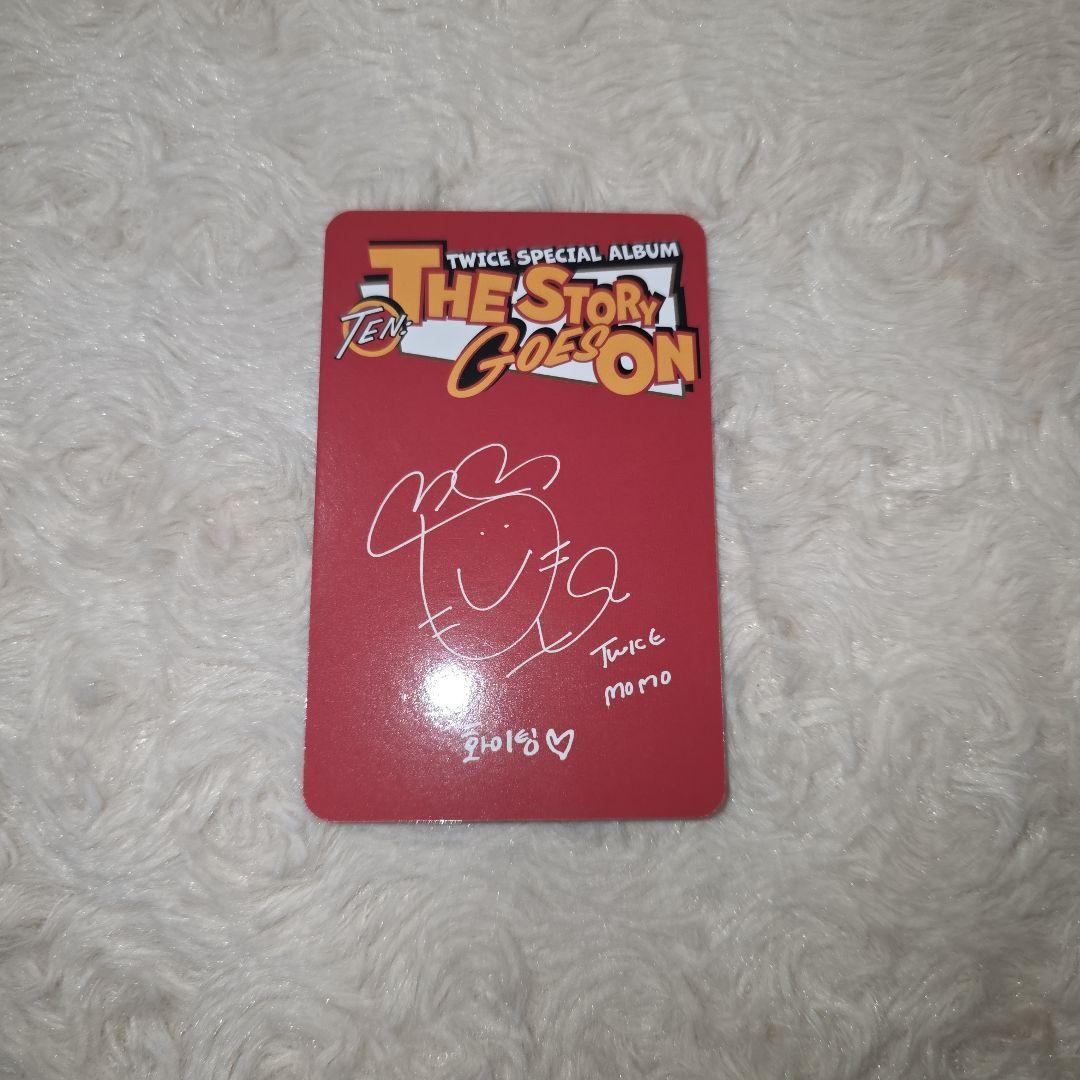 TWICE SPECIAL ALBUM
TEN: THE STORY
GOES ON
TWICE
MOMO
화이팅♡